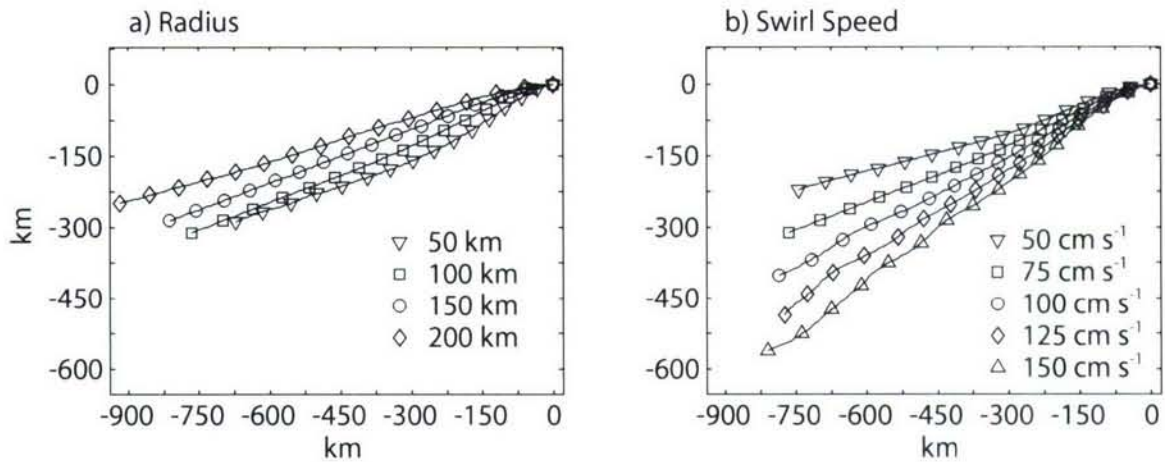 a) Radius
0
-150
-300
-450
-600
km
-900 -750 -600 -450 -300 -150 0
km
50 km
100 km
150 km
200 km
b) Swirl Speed
0
-150
-300
-450
-600
-900 -750 -600 -450 -300 -150 0
km
50 cm s⁻¹
75 cm s⁻¹
100 cm s⁻¹
125 cm s⁻¹
150 cm s⁻¹